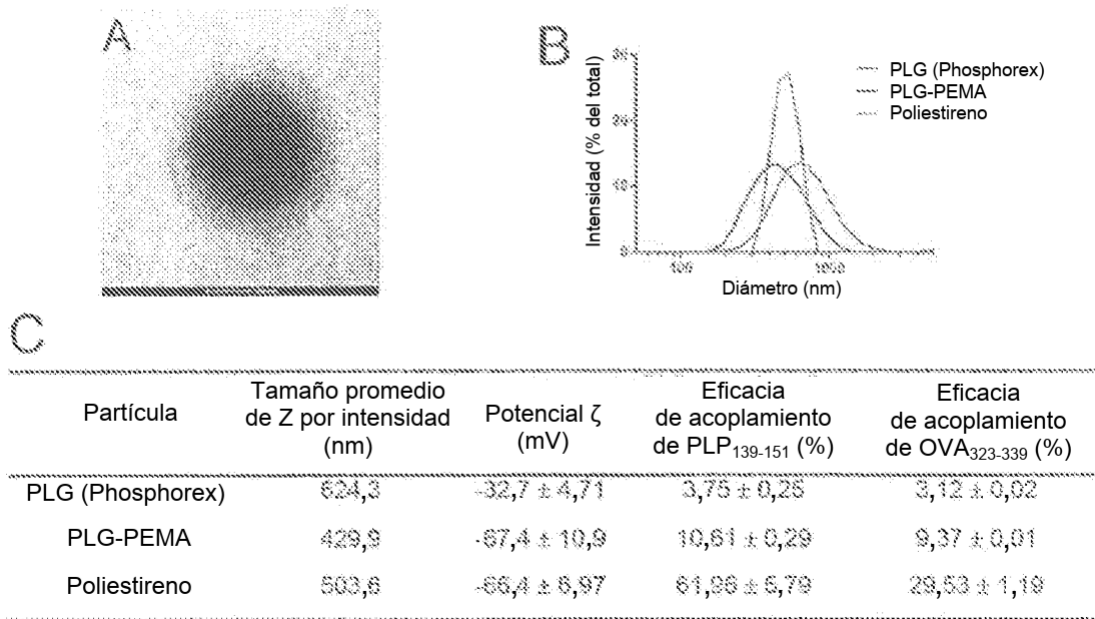 A
B
30
20
10
0
Intensidad (% del total)
100
1000
Diámetro (nm)
PLG (Phosphorex)
PLG-PEMA
Poliestireno
C
Partícula
Tamaño promedio
de Z por intensidad
(nm)
Potencial ζ
(mV)
Eficacia
de acoplamiento
de PLP139-151 (%)
Eficacia
de acoplamiento
de OVA323-339 (%)
PLG (Phosphorex) 624,3 -32,7 ± 4,71 3,75 ± 0,25 3,12 ± 0,02
PLG-PEMA 429,9 -67,4 ± 10,9 10,61 ± 0,29 9,37 ± 0,01
Poliestireno 503,6 -66,4 ± 6,97 61,96 ± 5,79 29,53 ± 1,19